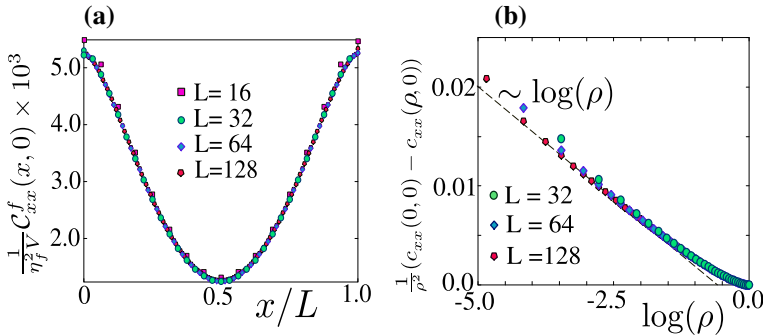 (a)
(b)
1/η_f^2 V C^f_xx(x, 0) × 10^3
5.0
4.0
3.0
2.0
L= 16
L= 32
L= 64
L=128
0
0.5
1.0
x/L
1/ρ^2 (c_xx(0, 0) − c_xx(ρ, 0))
0.02
0.01
0.0
∼ log(ρ)
L = 32
L = 64
L =128
-5.0
-2.5
0.0
log(ρ)